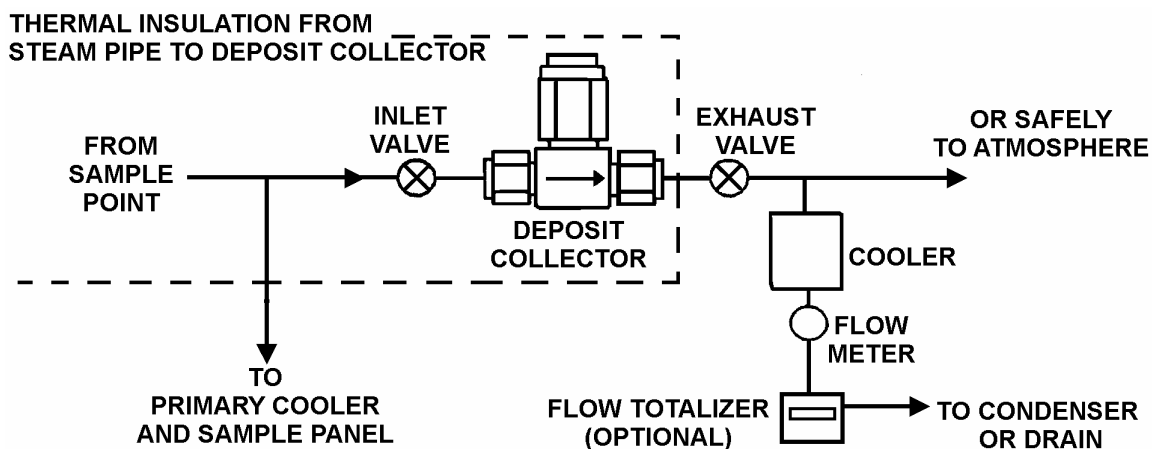 THERMAL INSULATION FROM
STEAM PIPE TO DEPOSIT COLLECTOR
INLET
VALVE
EXHAUST
VALVE
OR SAFELY
TO ATMOSPHERE
FROM
SAMPLE
POINT
DEPOSIT
COLLECTOR
COOLER
FLOW
METER
TO
PRIMARY COOLER
AND SAMPLE PANEL
FLOW TOTALIZER
(OPTIONAL)
TO CONDENSER
OR DRAIN